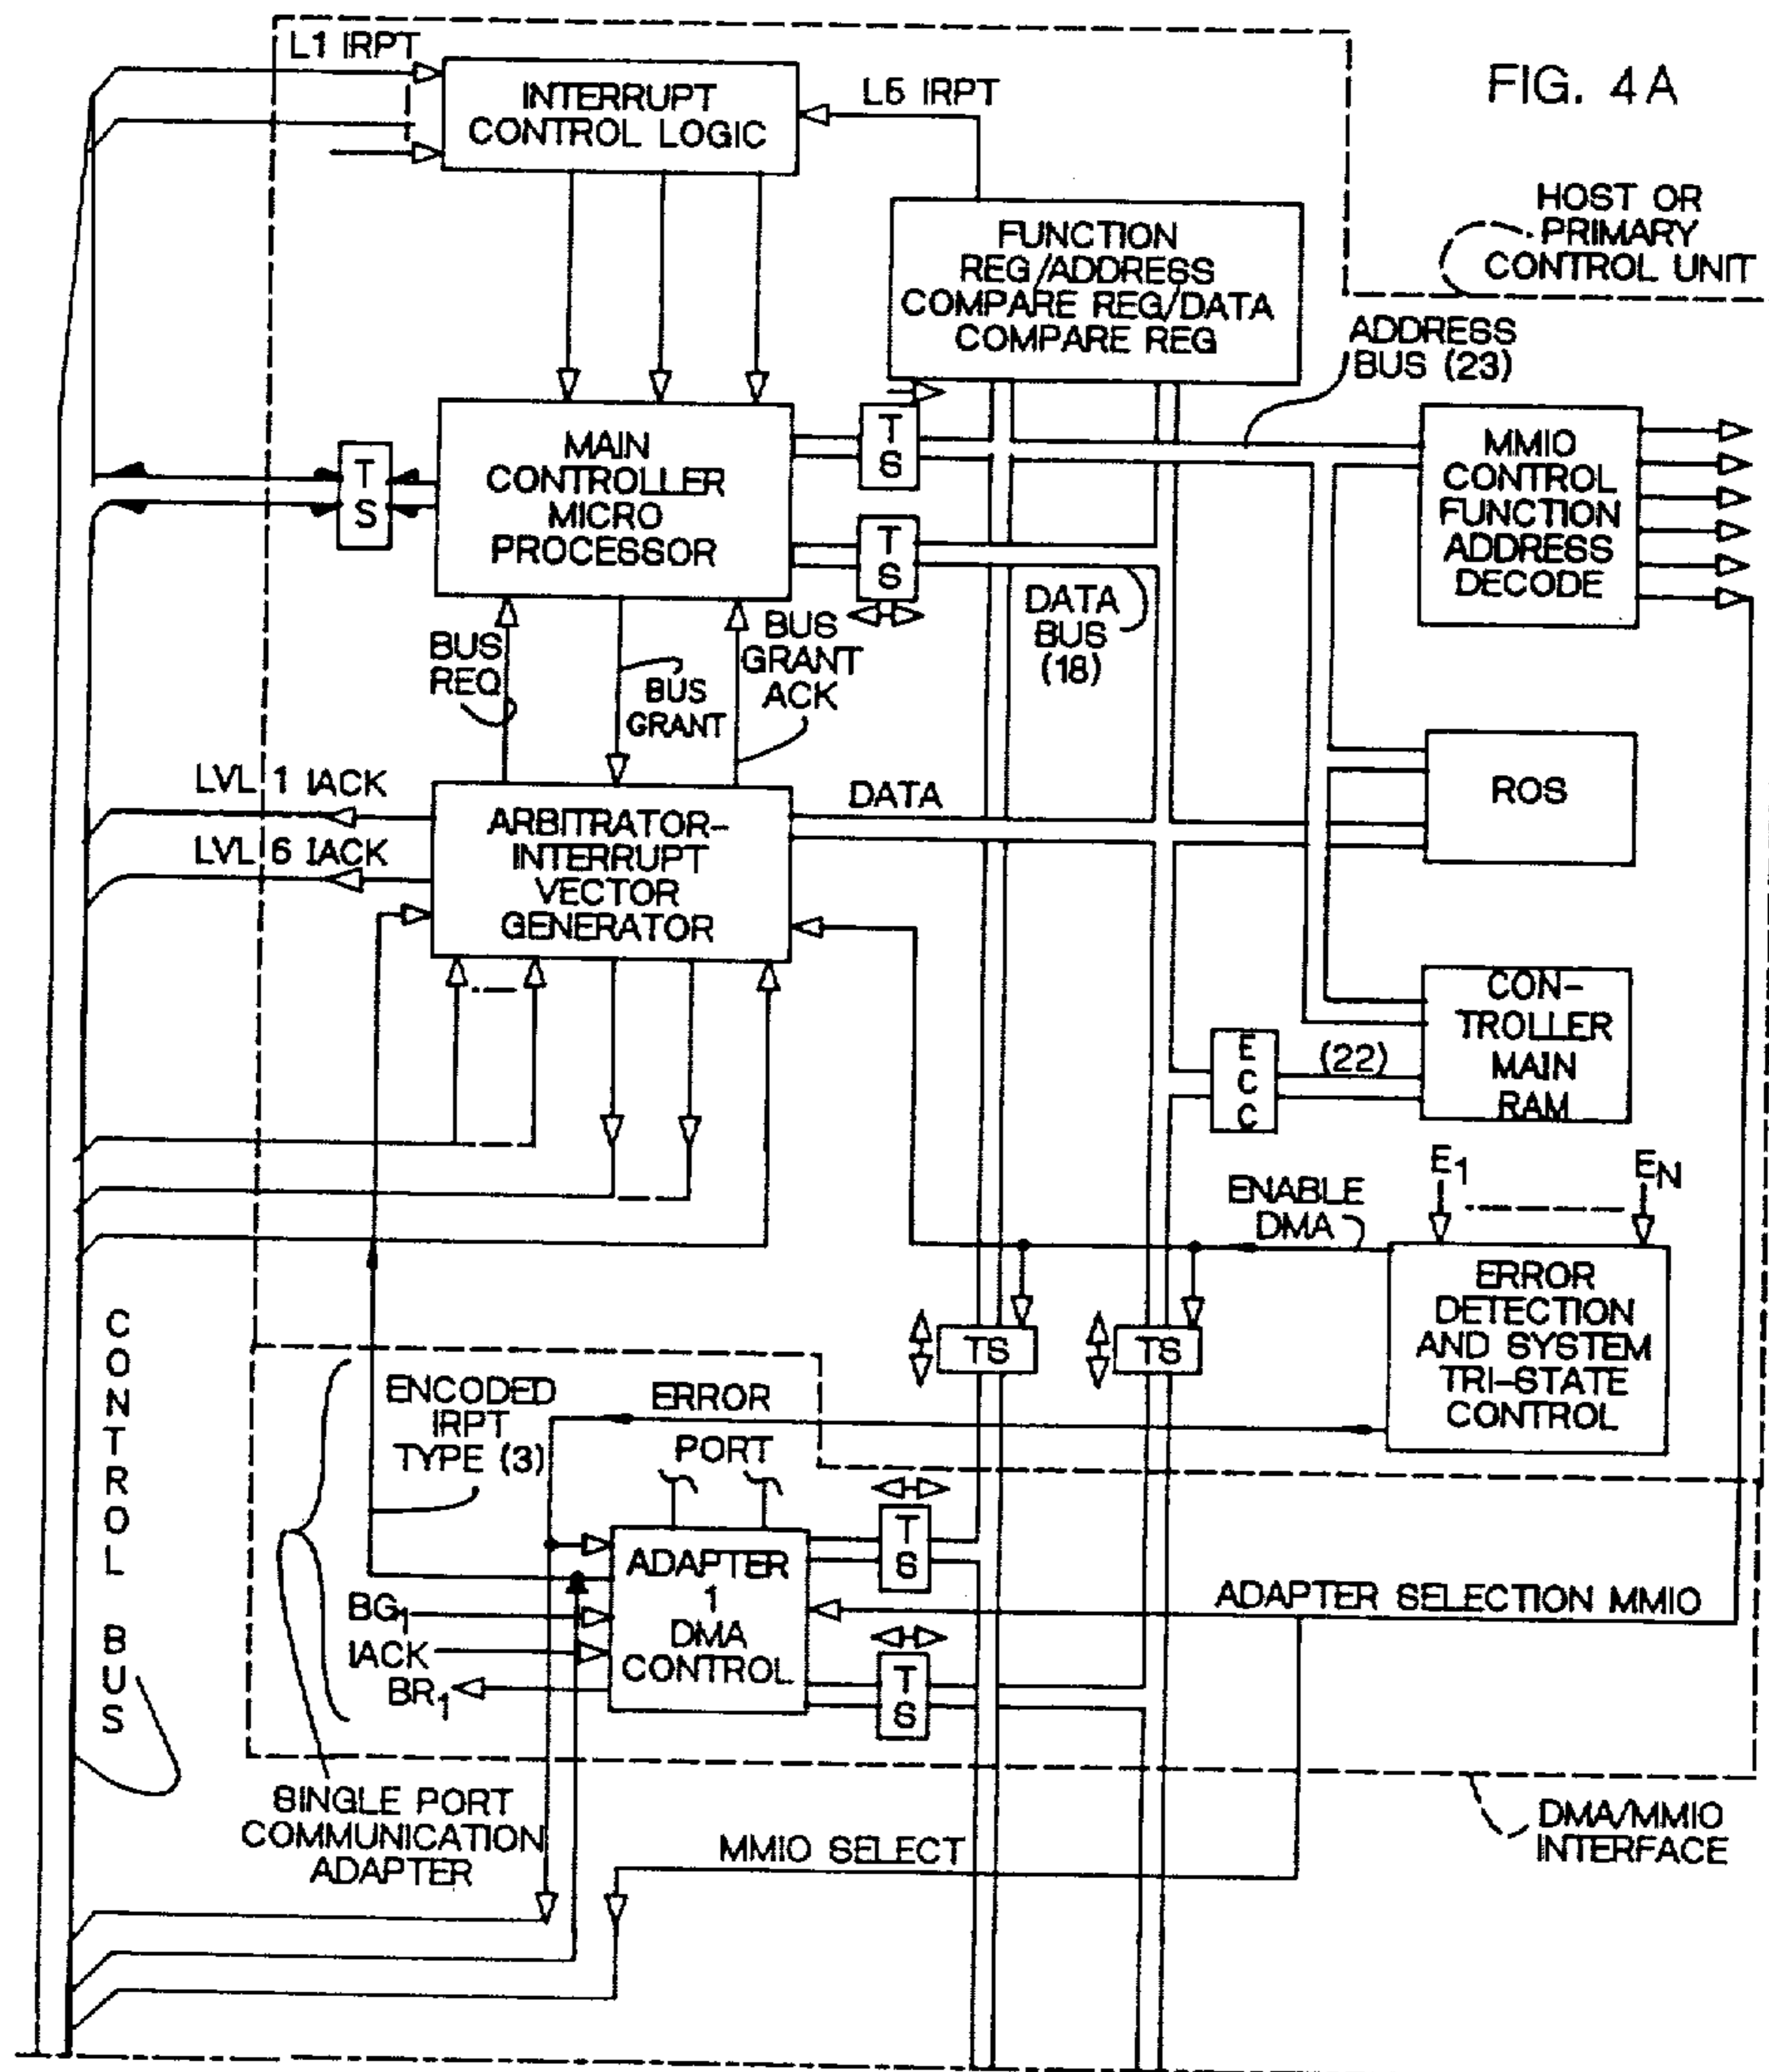 FIG. 4A
L1 IRPT
INTERRUPT
CONTROL LOGIC
L5 IRPT
HOST OR
PRIMARY
CONTROL UNIT
FUNCTION
REG/ADDRESS
COMPARE REG/DATA
COMPARE REG
ADDRESS
BUS (23)
T
S
MAIN
CONTROLLER
MICRO
PROCESSOR
T
S
T
S
MMIO
CONTROL
FUNCTION
ADDRESS
DECODE
DATA
BUS
(18)
BUS
REQ
BUS
GRANT
BUS
GRANT
ACK
LVL 1 IACK
LVL 6 IACK
ARBITRATOR-
INTERRUPT
VECTOR
GENERATOR
DATA
ROS
CON-
TROLLER
MAIN
RAM
E
C
C
(22)
E1
EN
ENABLE
DMA
ERROR
DETECTION
AND SYSTEM
TRI-STATE
CONTROL
TS
TS
CONTROL BUS
ENCODED
IRPT
TYPE (3)
ERROR
PORT
T
S
ADAPTER
1
DMA
CONTROL
BG1
IACK
BR1
ADAPTER SELECTION MMIO
T
S
SINGLE PORT
COMMUNICATION
ADAPTER
MMIO SELECT
DMA/MMIO
INTERFACE